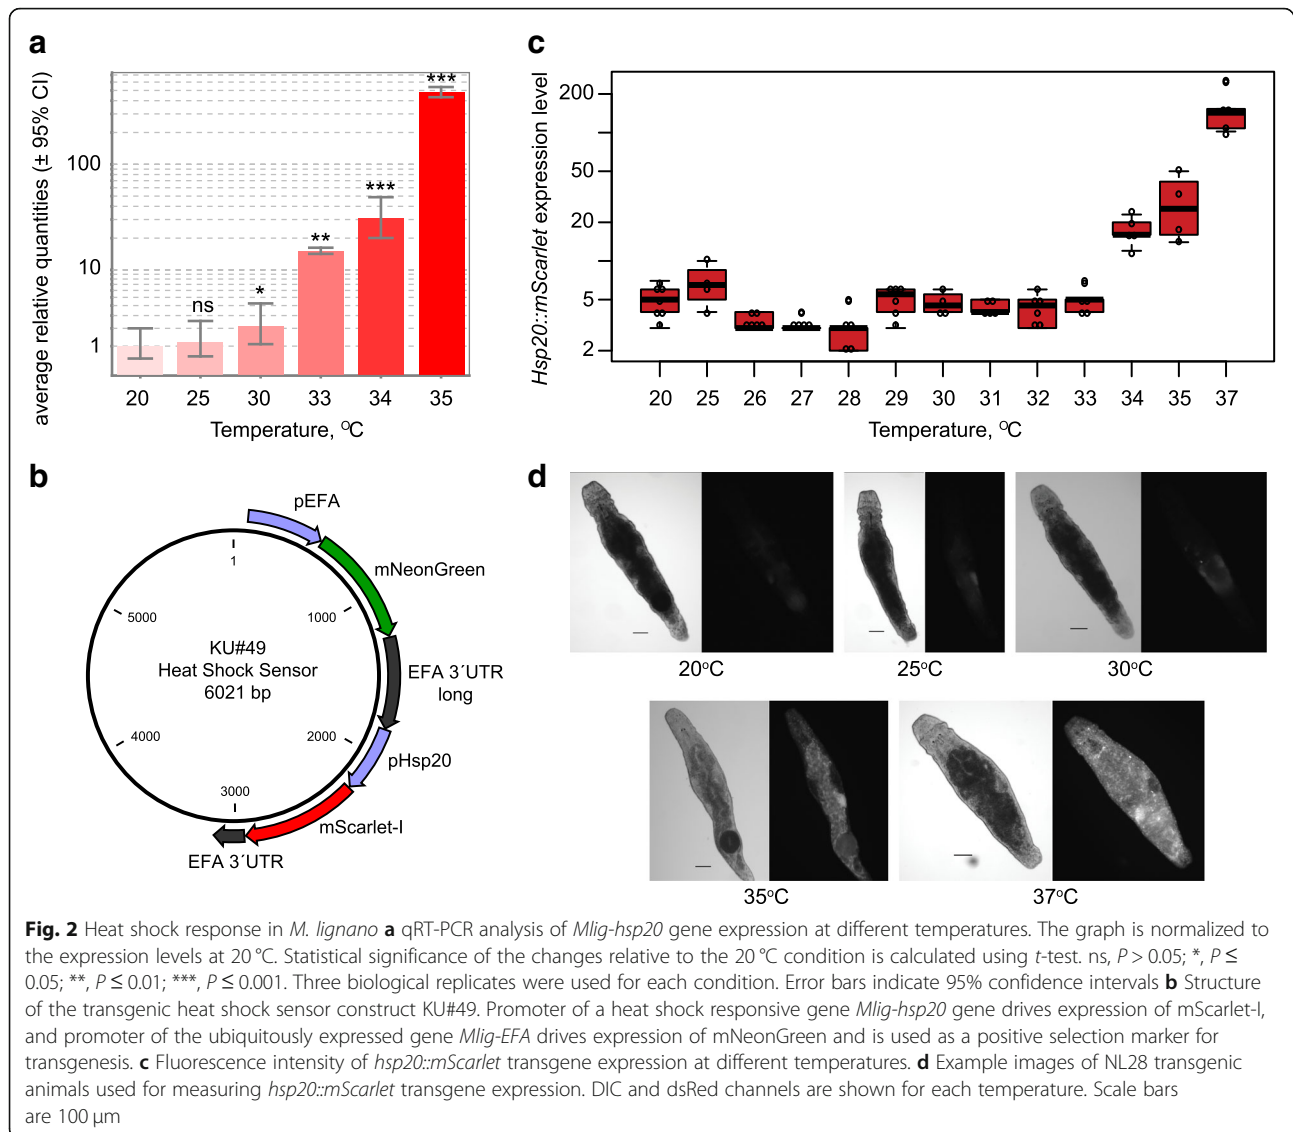 a
average relative quantities (± 95% CI)
100
10
1
ns
*
**
***
***
20 25 30 33 34 35
Temperature, °C
c
Hsp20::mScarlet expression level
200
50
20
5
2
20 25 26 27 28 29 30 31 32 33 34 35 37
Temperature, °C
b
pEFA
mNeonGreen
EFA 3´UTR
long
pHsp20
mScarlet-I
EFA 3´UTR
1
1000
2000
3000
4000
5000
KU#49
Heat Shock Sensor
6021 bp
d
20°C 25°C 30°C
35°C 37°C
Fig. 2 Heat shock response in M. lignano a qRT-PCR analysis of Mlig-hsp20 gene expression at different temperatures. The graph is normalized to
the expression levels at 20 °C. Statistical significance of the changes relative to the 20 °C condition is calculated using t-test. ns, P > 0.05; *, P ≤
0.05; **, P ≤ 0.01; ***, P ≤ 0.001. Three biological replicates were used for each condition. Error bars indicate 95% confidence intervals b Structure
of the transgenic heat shock sensor construct KU#49. Promoter of a heat shock responsive gene Mlig-hsp20 gene drives expression of mScarlet-I,
and promoter of the ubiquitously expressed gene Mlig-EFA drives expression of mNeonGreen and is used as a positive selection marker for
transgenesis. c Fluorescence intensity of hsp20::mScarlet transgene expression at different temperatures. d Example images of NL28 transgenic
animals used for measuring hsp20::mScarlet transgene expression. DIC and dsRed channels are shown for each temperature. Scale bars
are 100 μm